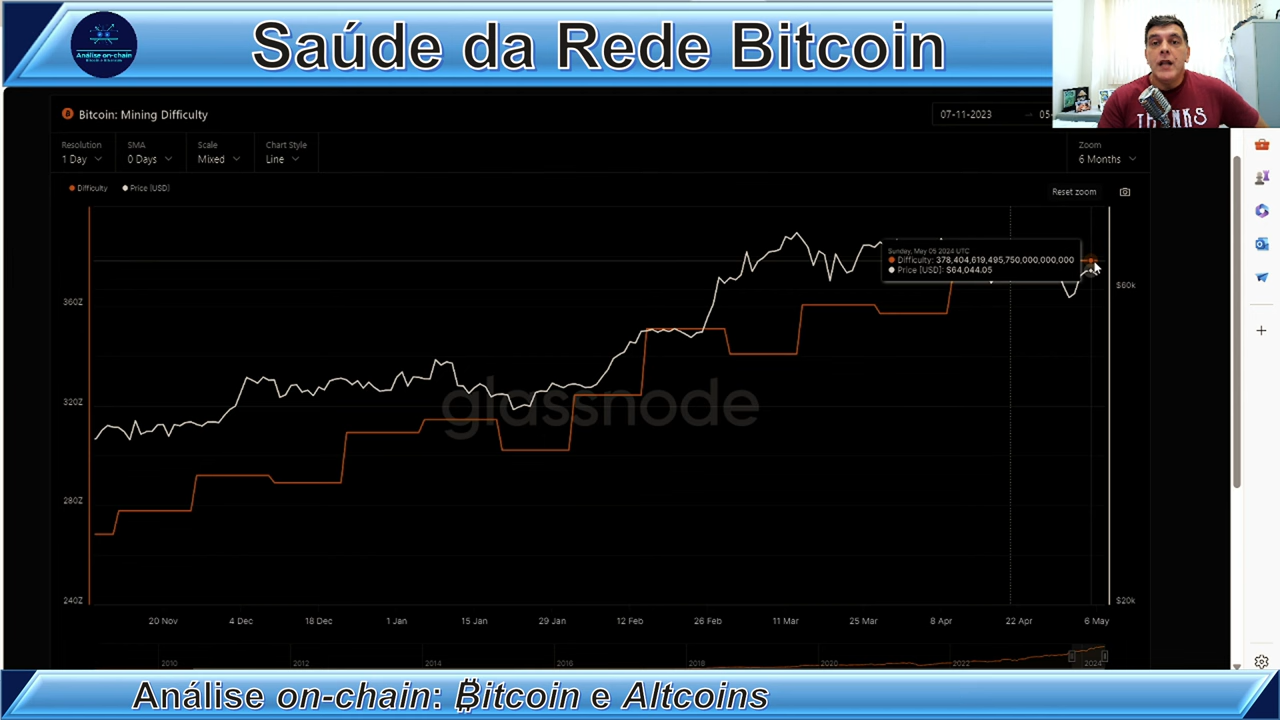 Saúde da Rede Bitcoin
Análise on-chain
Bitcoin: Mining Difficulty
07-11-2023 → 05-
Resolution
1 Day
SMA
0 Days
Scale
Mixed
Chart Style
Line
Zoom
6 Months
Difficulty
Price [USD]
Reset zoom
Sunday, May 05 2024 UTC
Difficulty: 378,404,619,495,750,000,000,000
Price [USD]: $64,044.05
360Z
320Z
280Z
240Z
$60k
$20k
glassnode
20 Nov
4 Dec
18 Dec
1 Jan
15 Jan
29 Jan
12 Feb
26 Feb
11 Mar
25 Mar
8 Apr
22 Apr
6 May
2010
2012
2014
2016
2018
2020
2022
2024
THANKS
Análise on-chain: ₿itcoin e Altcoins